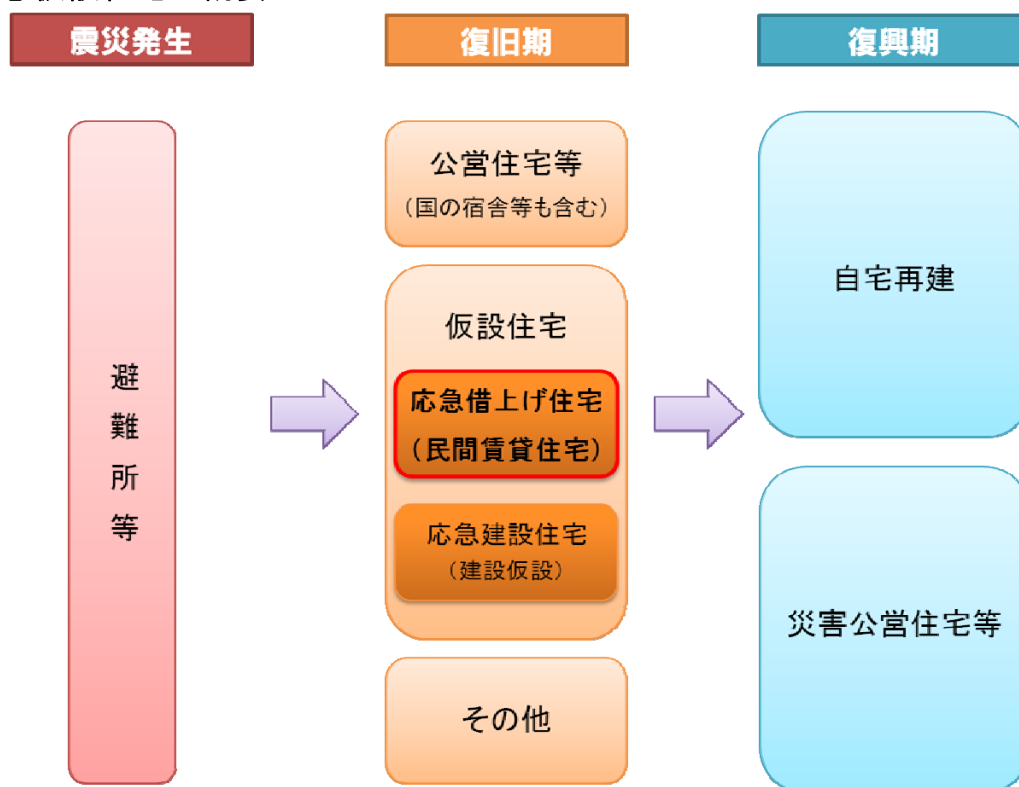 震災発生
復旧期
復興期
避難所等
公営住宅等
（国の宿舎等も含む）
仮設住宅
応急借上げ住宅
（民間賃貸住宅）
応急建設住宅
（建設仮設）
その他
自宅再建
災害公営住宅等